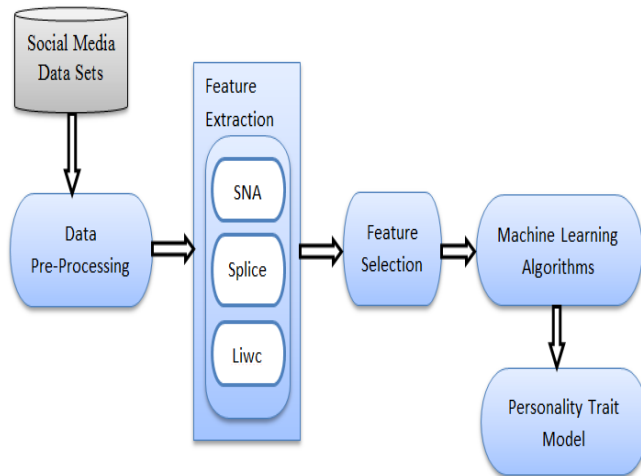 Social Media
Data Sets
Data
Pre-Processing
Feature
Extraction
SNA
Splice
Liwc
Feature
Selection
Machine Learning
Algorithms
Personality Trait
Model